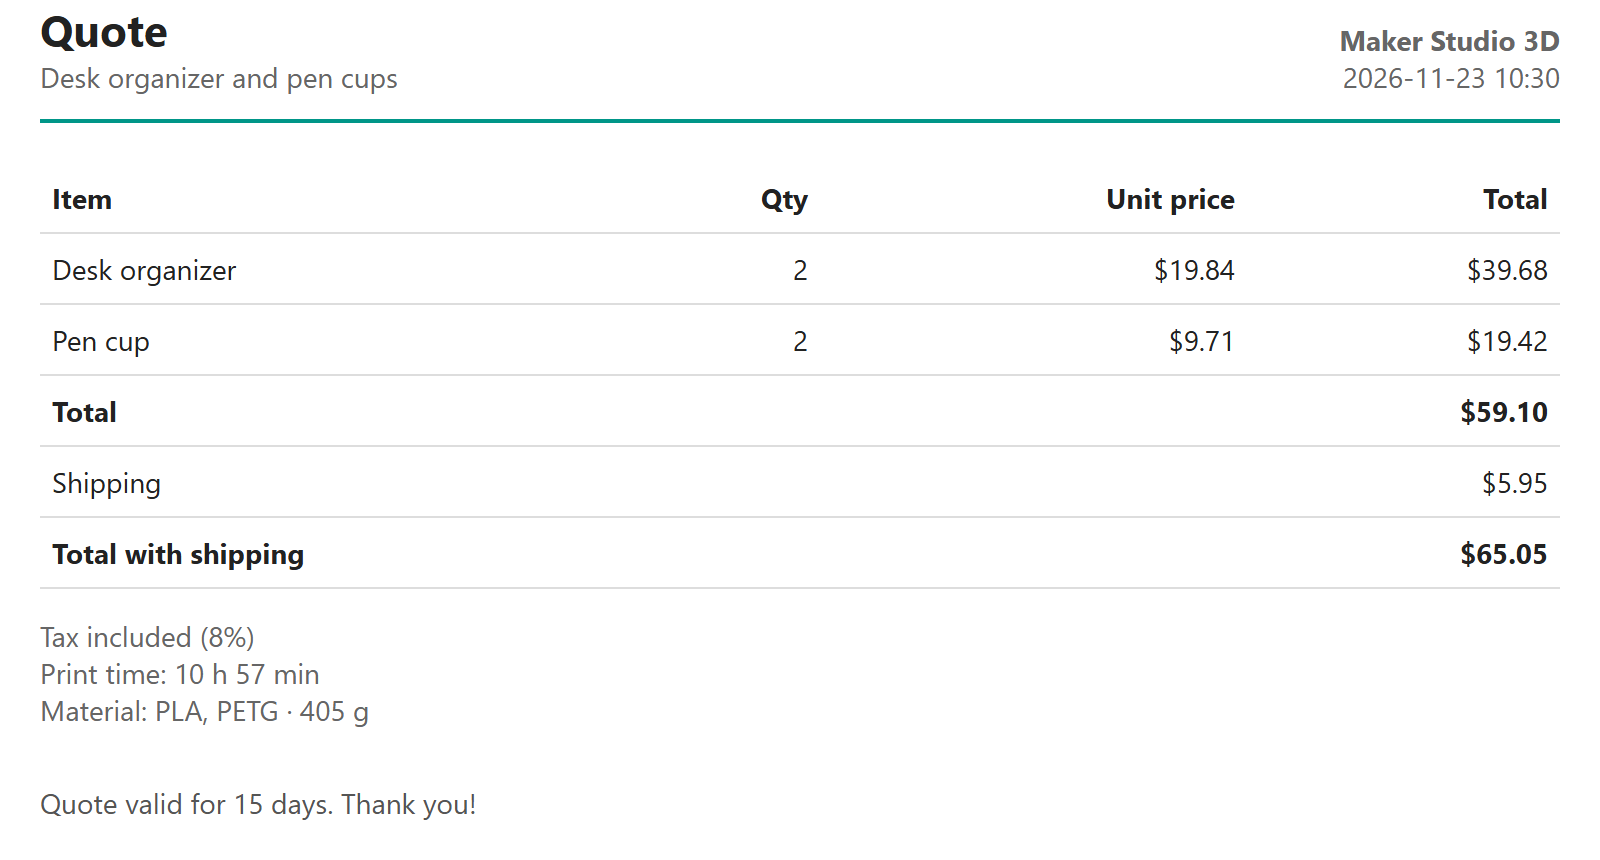 Quote
Desk organizer and pen cups
Maker Studio 3D
2026-11-23 10:30
Item Qty Unit price Total
Desk organizer 2 $19.84 $39.68
Pen cup 2 $9.71 $19.42
Total $59.10
Shipping $5.95
Total with shipping $65.05
Tax included (8%)
Print time: 10 h 57 min
Material: PLA, PETG · 405 g
Quote valid for 15 days. Thank you!